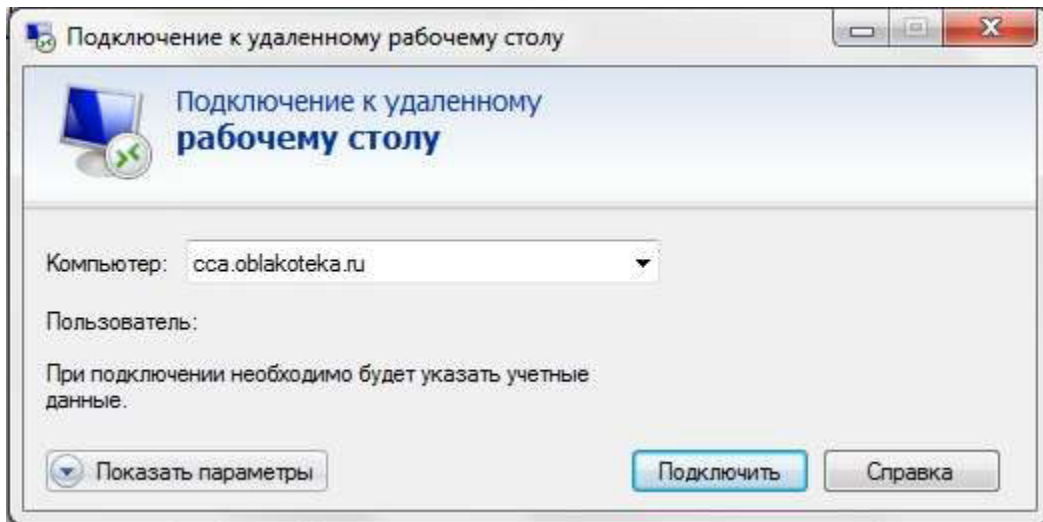 Подключение к удаленному рабочему столу
Подключение к удаленному
рабочему столу
Компьютер: cca.oblakoteka.ru
Пользователь:
При подключении необходимо будет указать учетные
данные.
Показать параметры Подключить Справка